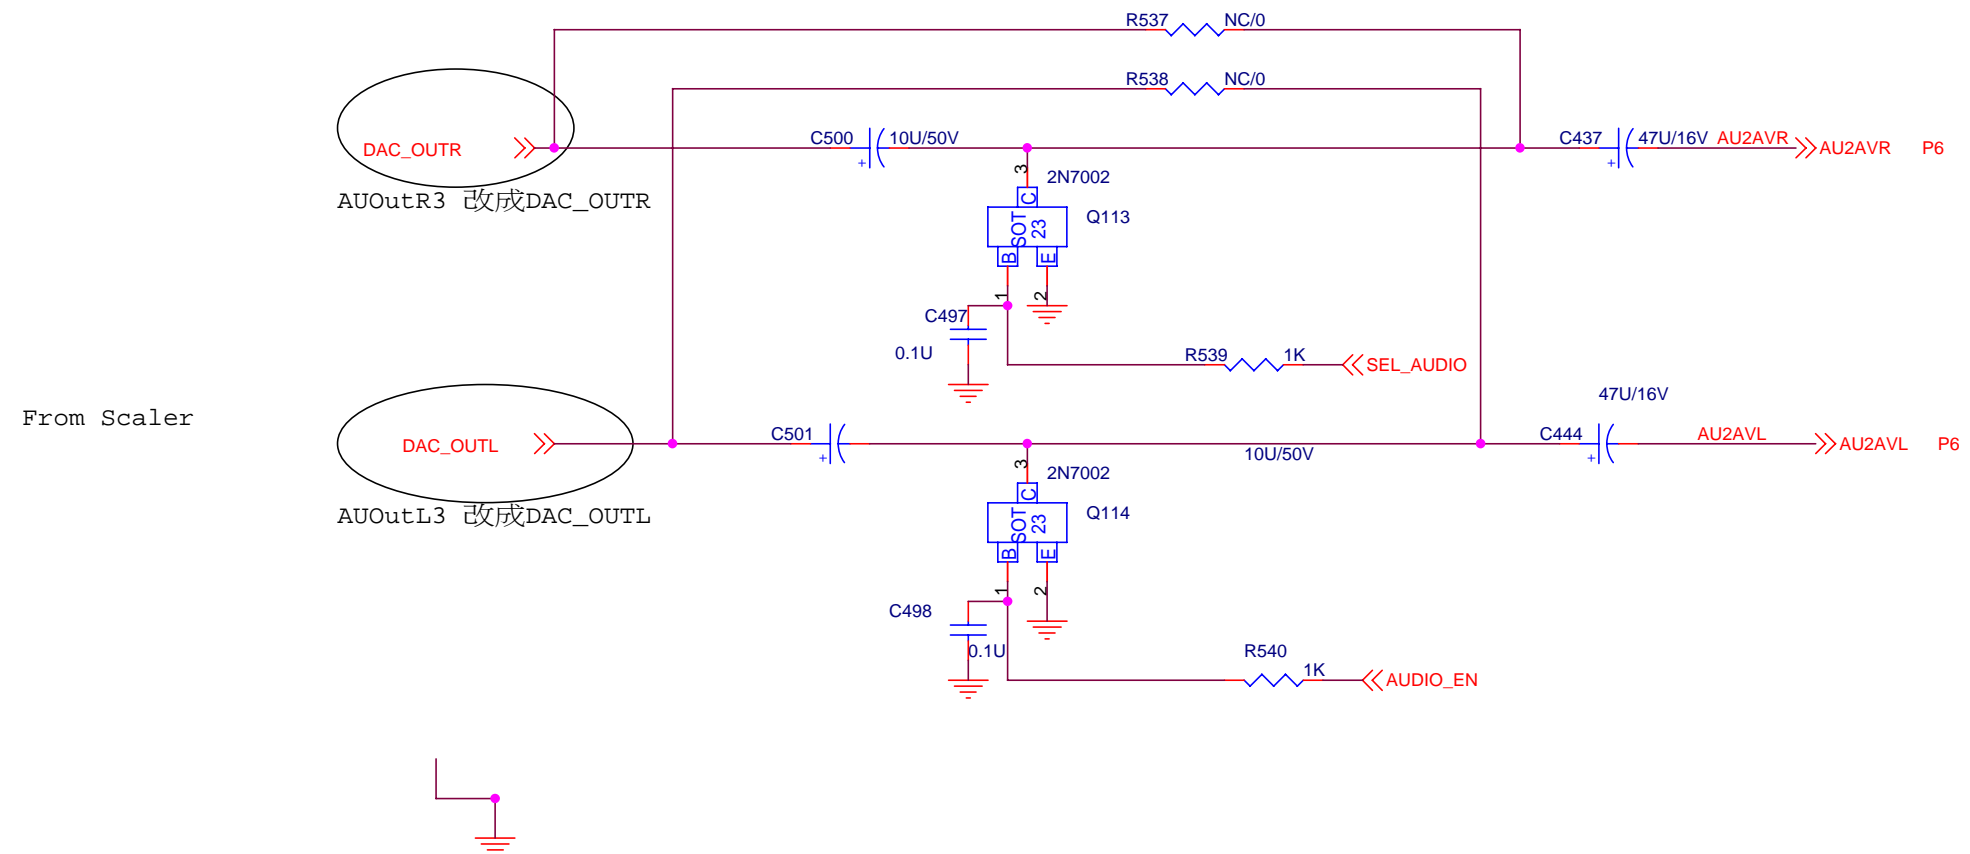 R537 NC/0
R538 NC/0
DAC_OUTR
C500 10U/50V
C437 47U/16V AU2AVR AU2AVR P6
AUOutR3 改成DAC_OUTR
3
2N7002
C
SOT
23
Q113
B E
1 2
C497
0.1U
R539 1K SEL_AUDIO
From Scaler
47U/16V
DAC_OUTL
C501
10U/50V
C444 AU2AVL AU2AVL P6
AUOutL3 改成DAC_OUTL
3
2N7002
C
SOT
23
Q114
B E
1 2
C498
0.1U
R540 1K AUDIO_EN